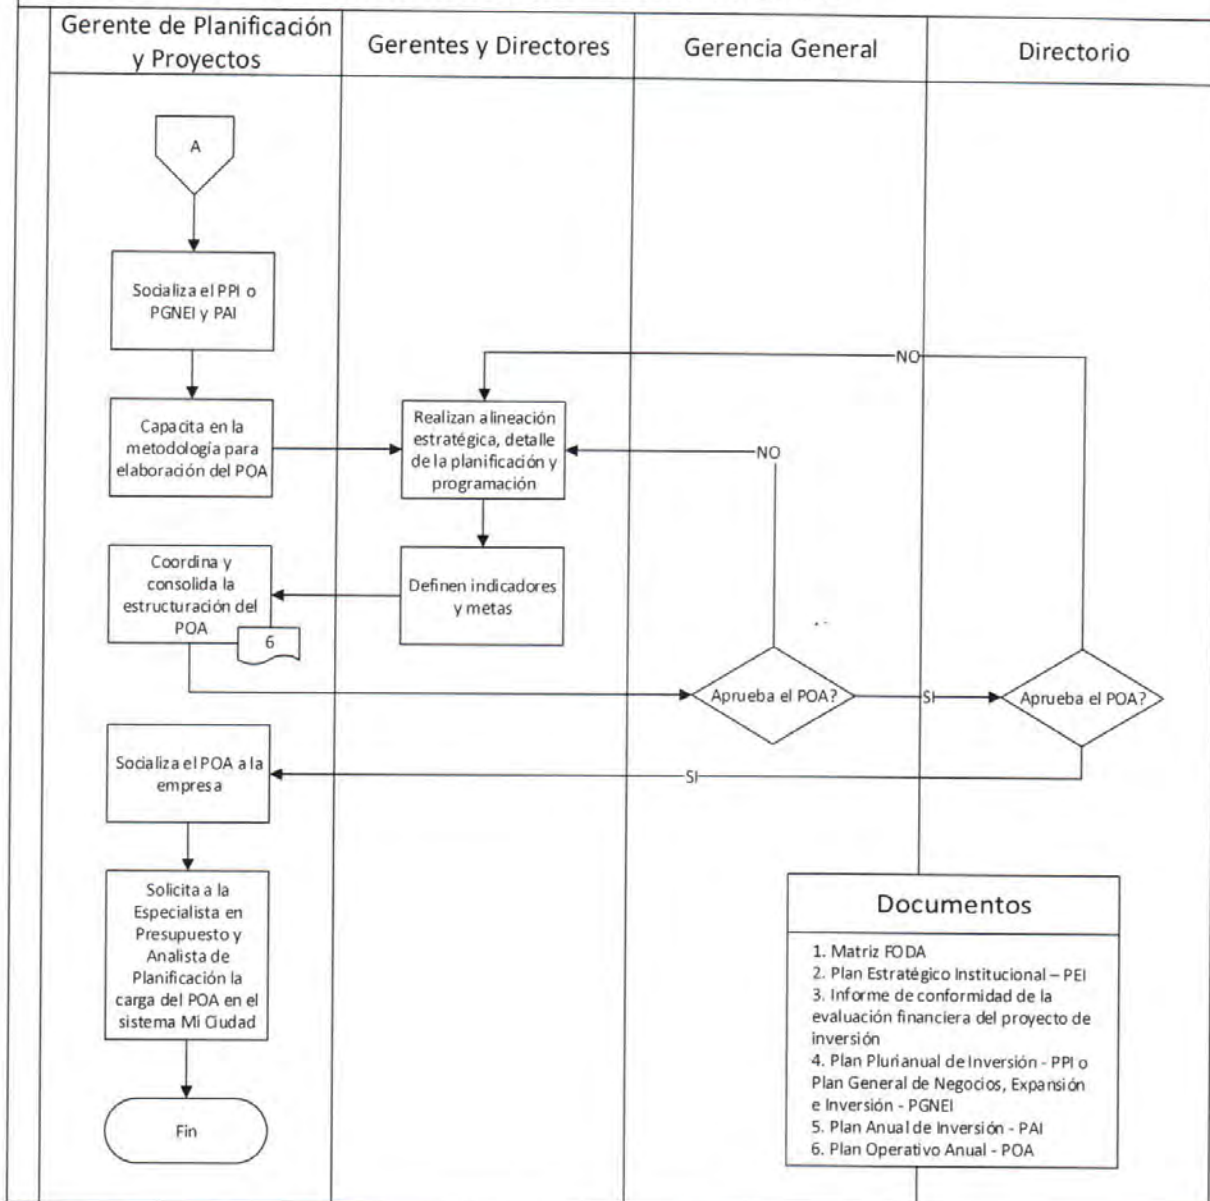 Gerente de Planificación
y Proyectos
Gerentes y Directores
Gerencia General
Directorio
A
Socializa el PPI o
PGNEI y PAI
NO
Capacita en la
metodología para
elaboración del POA
Realizan alineación
estratégica, detalle
de la planificación y
programación
NO
Coordina y
consolida la
estructuración del
POA
6
Definen indicadores
y metas
Aprueba el POA?
SI
Aprueba el POA?
Socializa el POA a la
empresa
SI
Solicita a la
Especialista en
Presupuesto y
Analista de
Planificación la
carga del POA en el
sistema Mi Ciudad
Fin
Documentos
1. Matriz FODA
2. Plan Estratégico Institucional – PEI
3. Informe de conformidad de la
evaluación financiera del proyecto de
inversión
4. Plan Plurianual de Inversión - PPI o
Plan General de Negocios, Expansión
e Inversión - PGNEI
5. Plan Anual de Inversión - PAI
6. Plan Operativo Anual - POA